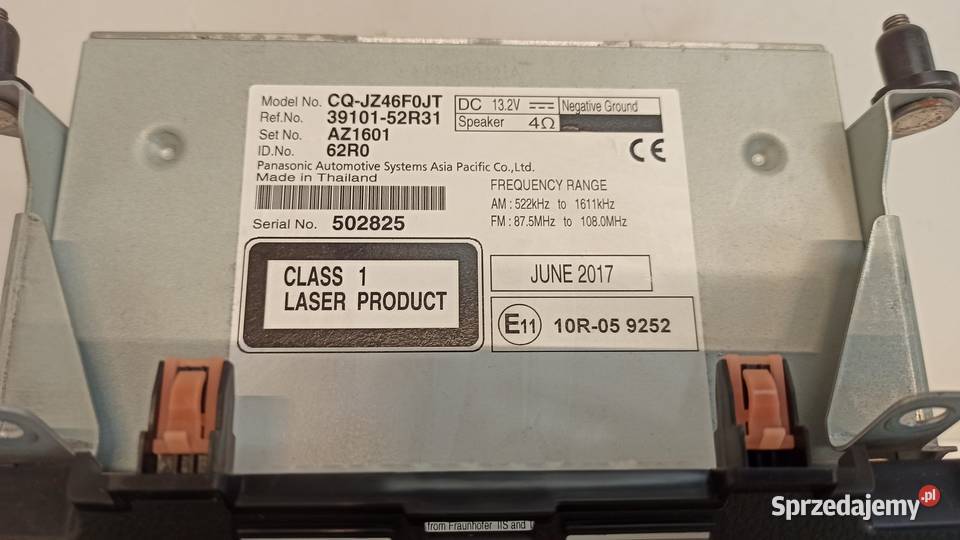 Model No. CQ-JZ46F0JT
Ref.No. 39101-52R31
Set No. AZ1601
ID.No. 62R0
DC 13.2V Negative Ground
Speaker 4Ω
CE
Panasonic Automotive Systems Asia Pacific Co.,Ltd.
Made in Thailand
Serial No. 502825
FREQUENCY RANGE
AM : 522kHz to 1611kHz
FM : 87.5MHz to 108.0MHz
CLASS 1
LASER PRODUCT
JUNE 2017
E11 10R-05 9252
from Fraunhofer IIS and
Sprzedajemy.pl